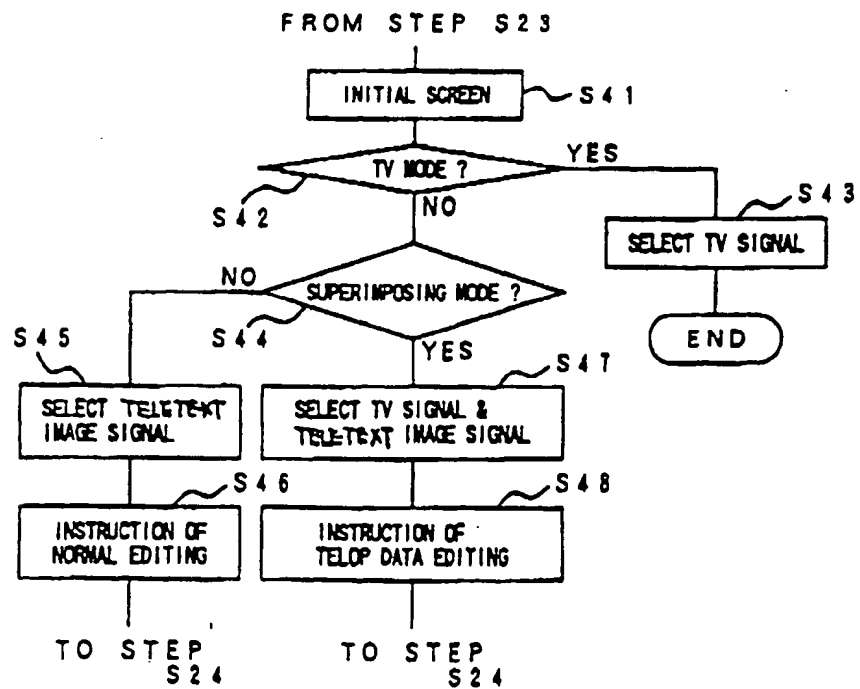 FROM STEP S23
INITIAL SCREEN
S41
TV MODE ?
YES
S42
NO
S43
SELECT TV SIGNAL
END
NO
SUPERIMPOSING MODE ?
S44
YES
S45
SELECT TELETEXT
IMAGE SIGNAL
S47
SELECT TV SIGNAL &
TELETEXT IMAGE SIGNAL
S46
INSTRUCTION OF
NORMAL EDITING
S48
INSTRUCTION OF
TELOP DATA EDITING
TO STEP
S24
TO STEP
S24